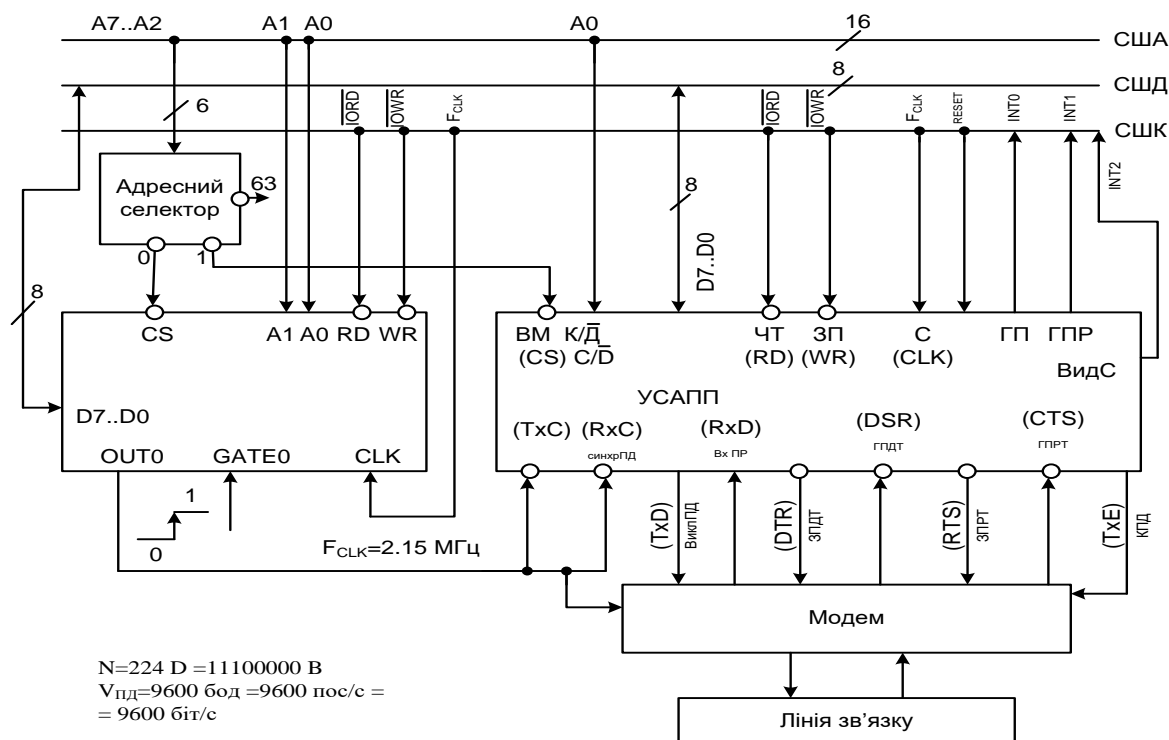 A7..A2
A1
A0
A0
16
США
8
СШД
6
IORD
IOWR
FCLK
IORD
IOWR
FCLK
RESET
INT0
INT1
СШК
INT2
Адресний
селектор
63
0
1
8
8
D7..D0
CS
A1 A0 RD WR
D7..D0
OUT0
GATE0
CLK
ВМ
(CS)
К/Д
C/D
ЧТ
(RD)
ЗП
(WR)
С
(CLK)
ГП
ГПР
ВидС
УСАПП
(TxC)
(RxC)
синхрПД
(RxD)
Вх ПР
(DSR)
ГПДТ
(CTS)
ГПРТ
1
0
FCLK=2.15 МГц
(TxD)
ВиклПД
(DTR)
ЗПДТ
(RTS)
ЗПРТ
(TxE)
КПД
Модем
Лінія зв'язку
N=224 D =11100000 B
VПД=9600 бод =9600 пос/с =
= 9600 біт/с